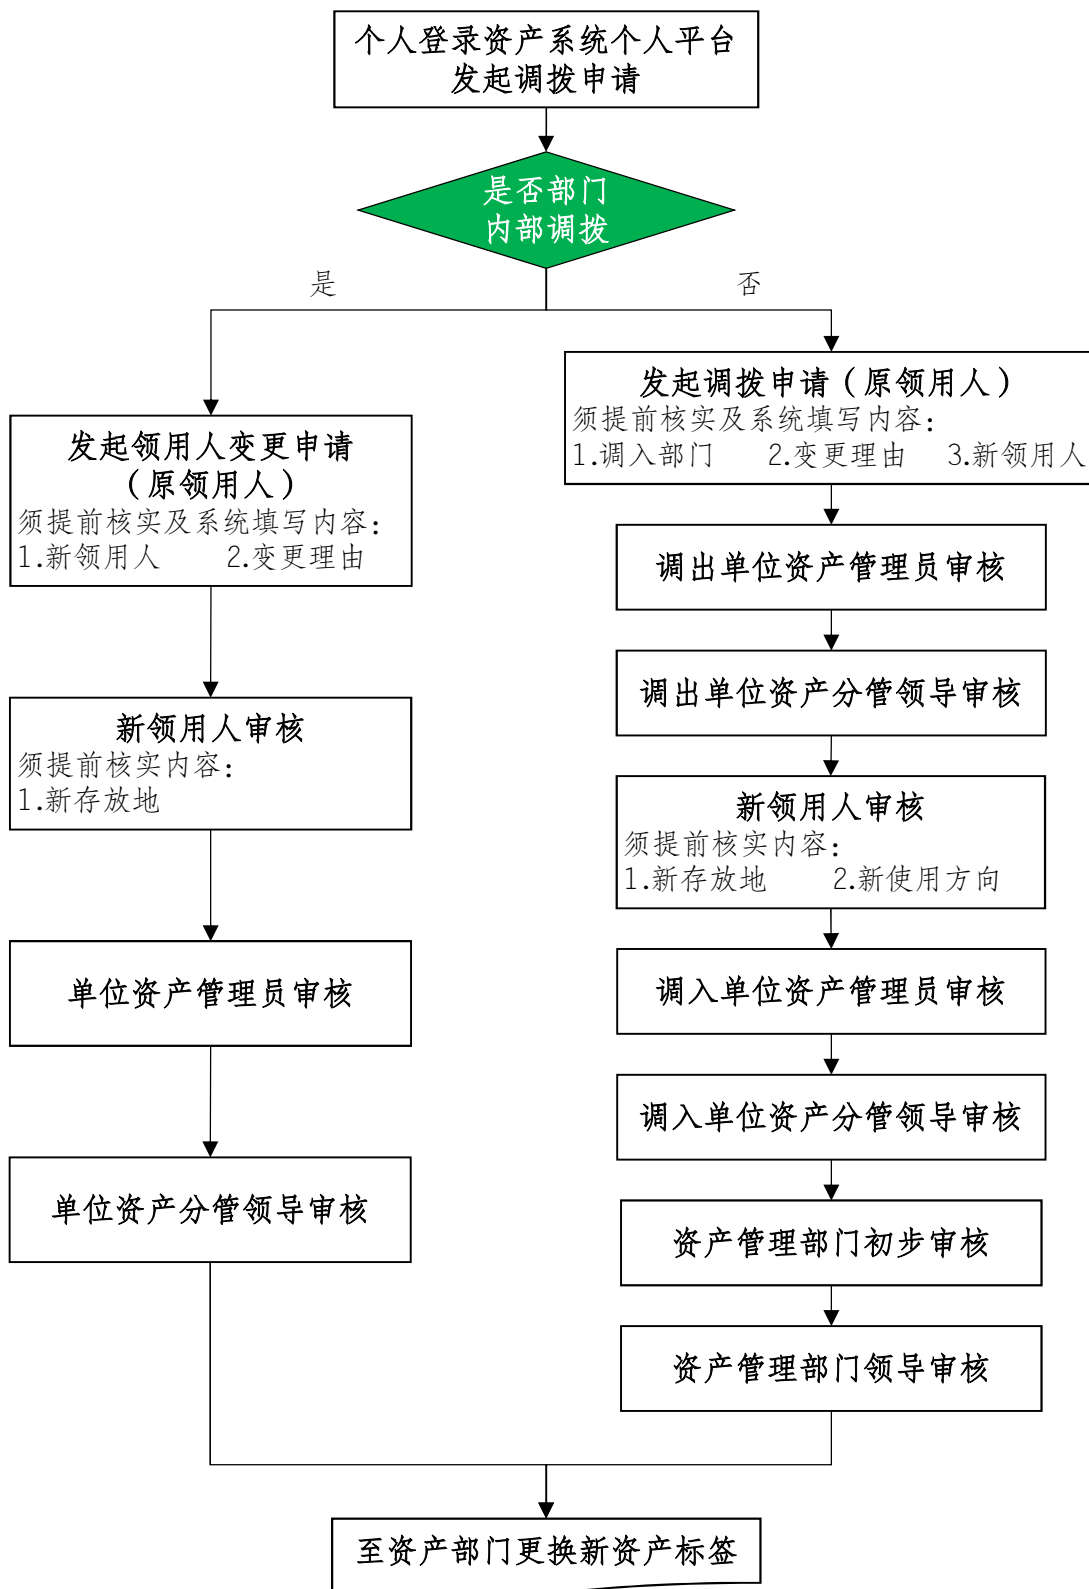 个人登录资产系统个人平台
发起调拨申请
是否部门
内部调拨
是
否
发起领用人变更申请
（原领用人）
须提前核实及系统填写内容：
1.新领用人 2.变更理由
新领用人审核
须提前核实内容：
1.新存放地
单位资产管理员审核
单位资产分管领导审核
发起调拨申请（原领用人）
须提前核实及系统填写内容：
1.调入部门 2.变更理由 3.新领用人
调出单位资产管理员审核
调出单位资产分管领导审核
新领用人审核
须提前核实内容：
1.新存放地 2.新使用方向
调入单位资产管理员审核
调入单位资产分管领导审核
资产管理部门初步审核
资产管理部门领导审核
至资产部门更换新资产标签